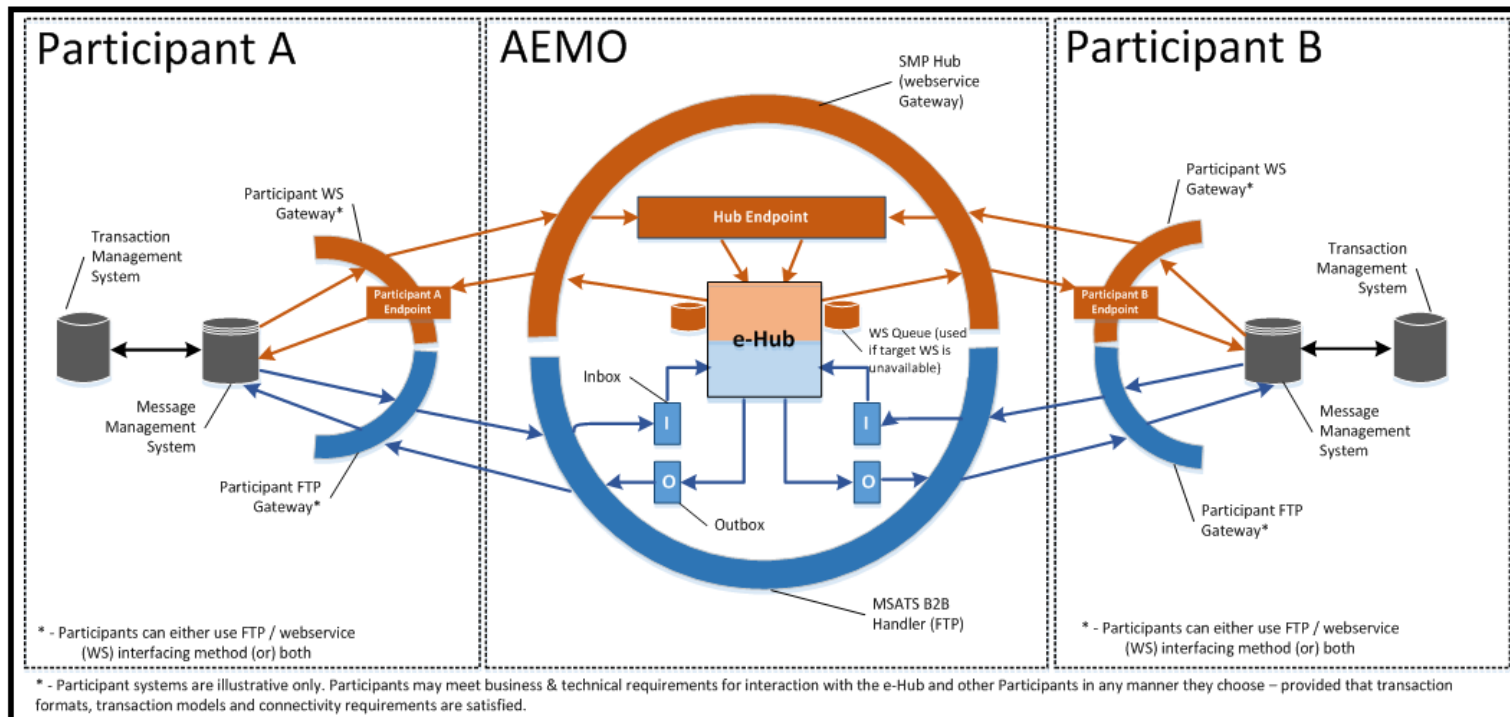 Participant A
AEMO
Participant B
SMP Hub
(webservice
Gateway)
Participant WS
Gateway*
Participant WS
Gateway*
Hub Endpoint
Transaction
Management
System
Transaction
Management
System
Participant A
Endpoint
Participant B
Endpoint
e-Hub
WS Queue (used
if target WS is
unavailable)
Inbox
I
I
Message
Management
System
Message
Management
System
O
O
Participant FTP
Gateway*
Outbox
Participant FTP
Gateway*
MSATS B2B
Handler (FTP)
* - Participants can either use FTP / webservice
(WS) interfacing method (or) both
* - Participants can either use FTP / webservice
(WS) interfacing method (or) both
* - Participant systems are illustrative only. Participants may meet business & technical requirements for interaction with the e-Hub and other Participants in any manner they choose – provided that transaction
formats, transaction models and connectivity requirements are satisfied.